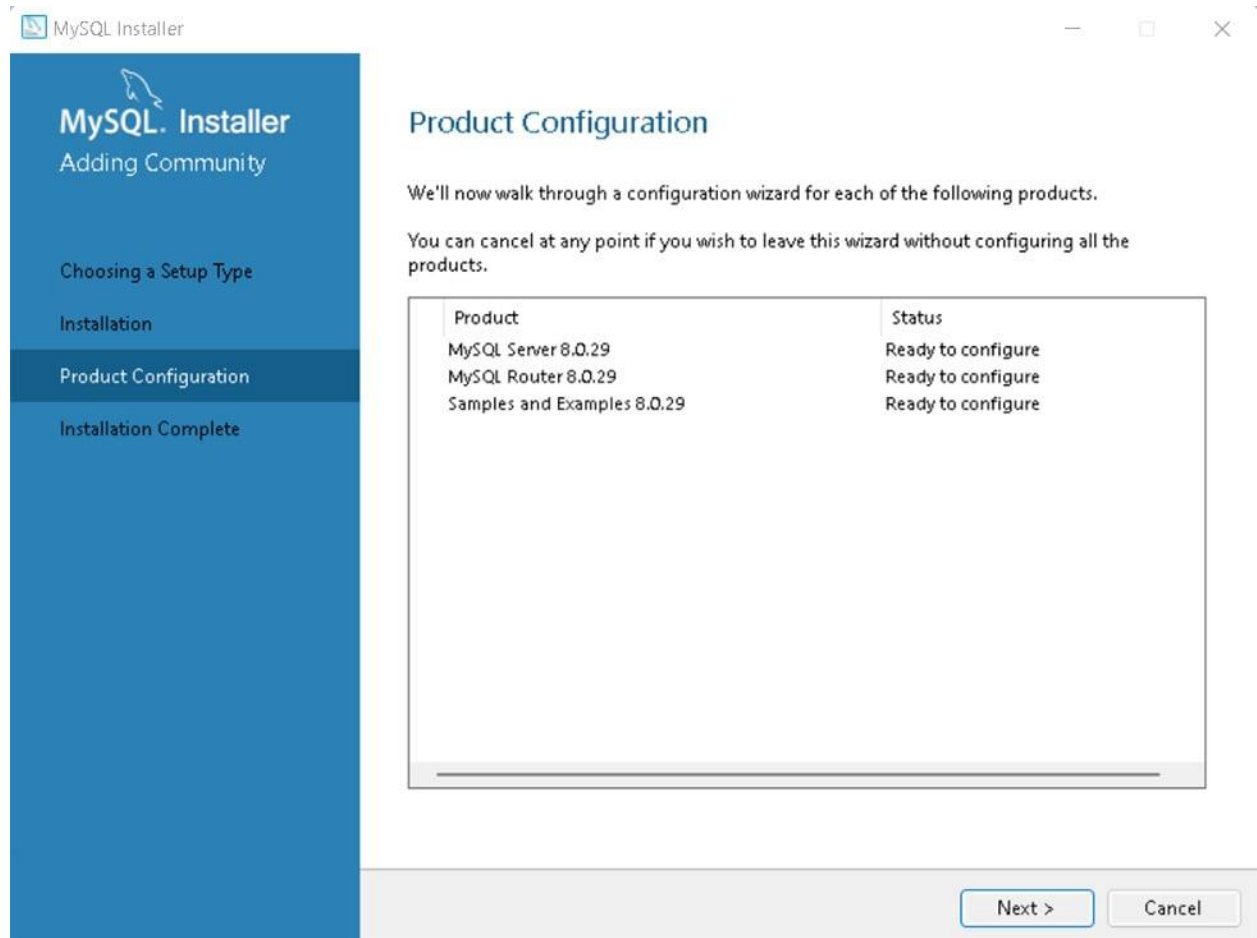 MySQL Installer
MySQL. Installer
Adding Community
Choosing a Setup Type
Installation
Product Configuration
Installation Complete
Product Configuration
We'll now walk through a configuration wizard for each of the following products.
You can cancel at any point if you wish to leave this wizard without configuring all the
products.
Product Status
MySQL Server 8.0.29 Ready to configure
MySQL Router 8.0.29 Ready to configure
Samples and Examples 8.0.29 Ready to configure
Next > Cancel